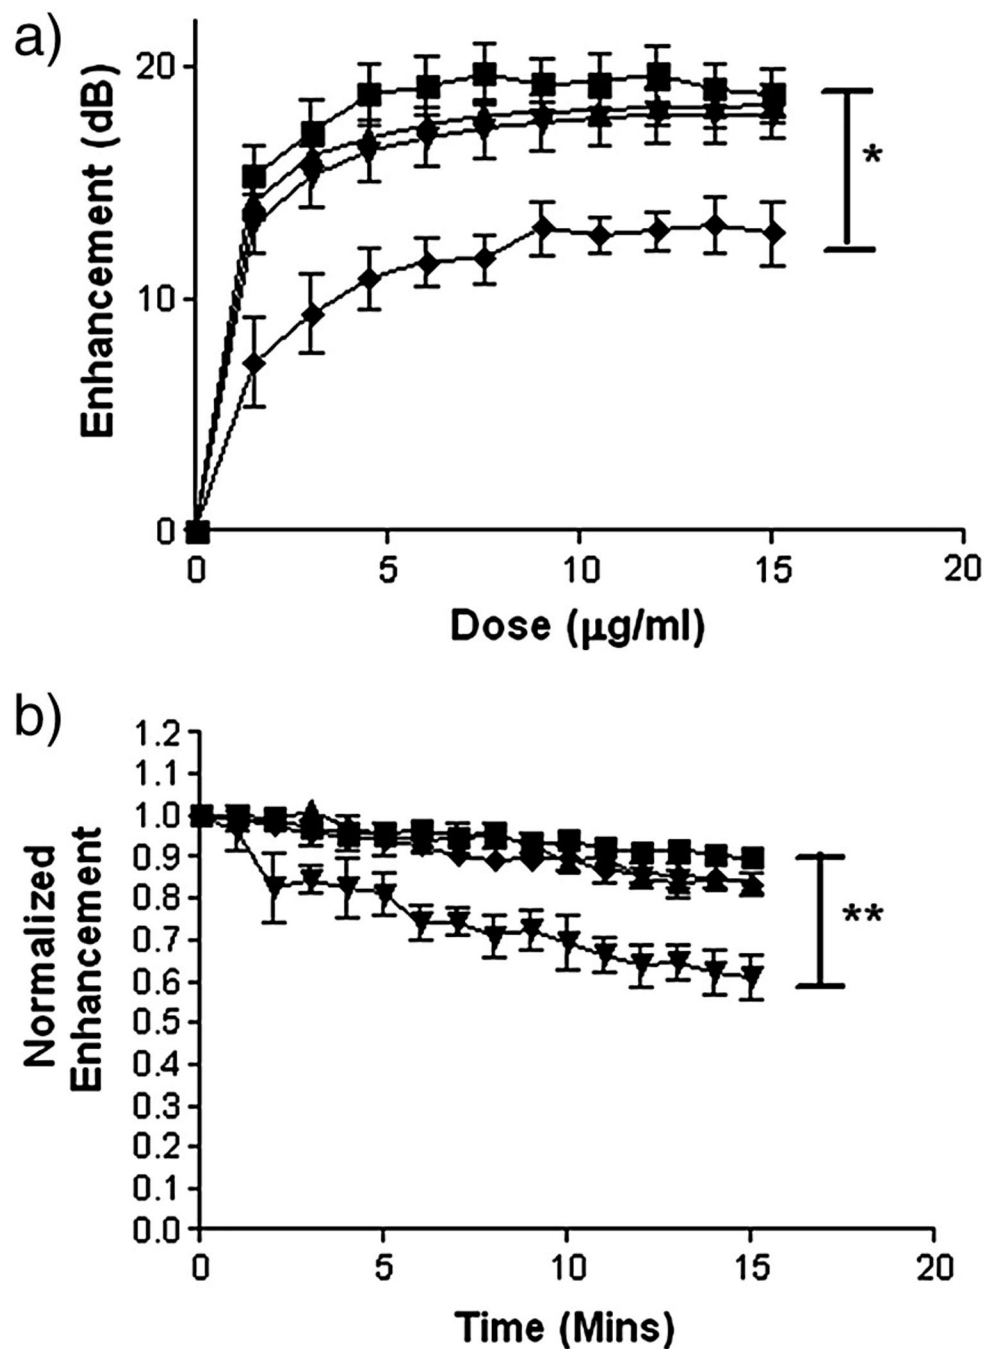 a)
Enhancement (dB)
20
10
0
0 5 10 15 20
Dose (μg/ml)
*
b)
Normalized
Enhancement
1.2
1.1
1.0
0.9
0.8
0.7
0.6
0.5
0.4
0.3
0.2
0.1
0.0
0 5 10 15 20
Time (Mins)
**